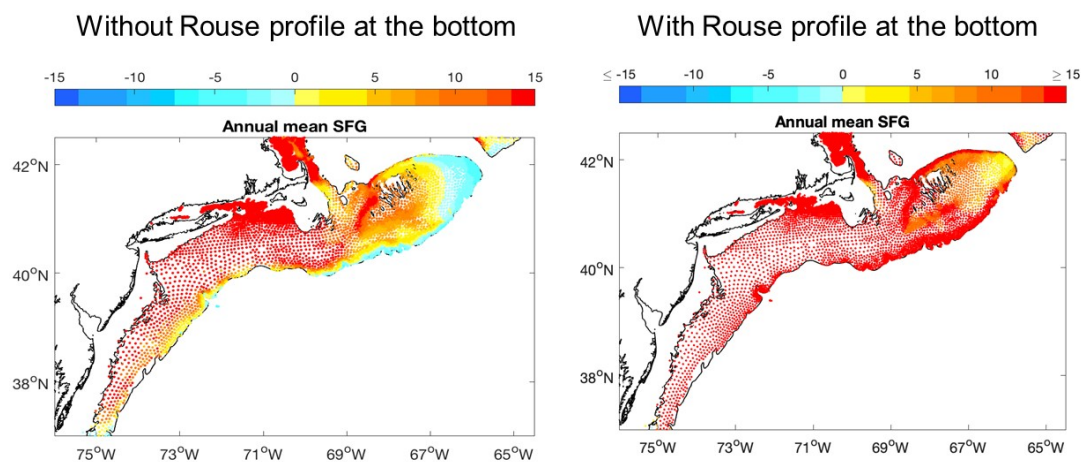 Without Rouse profile at the bottom
With Rouse profile at the bottom
-15 -10 -5 0 5 10 15
≤ -15 -10 -5 0 5 10 ≥ 15
Annual mean SFG
Annual mean SFG
42°N
40°N
38°N
75°W 73°W 71°W 69°W 67°W 65°W
42°N
40°N
38°N
75°W 73°W 71°W 69°W 67°W 65°W